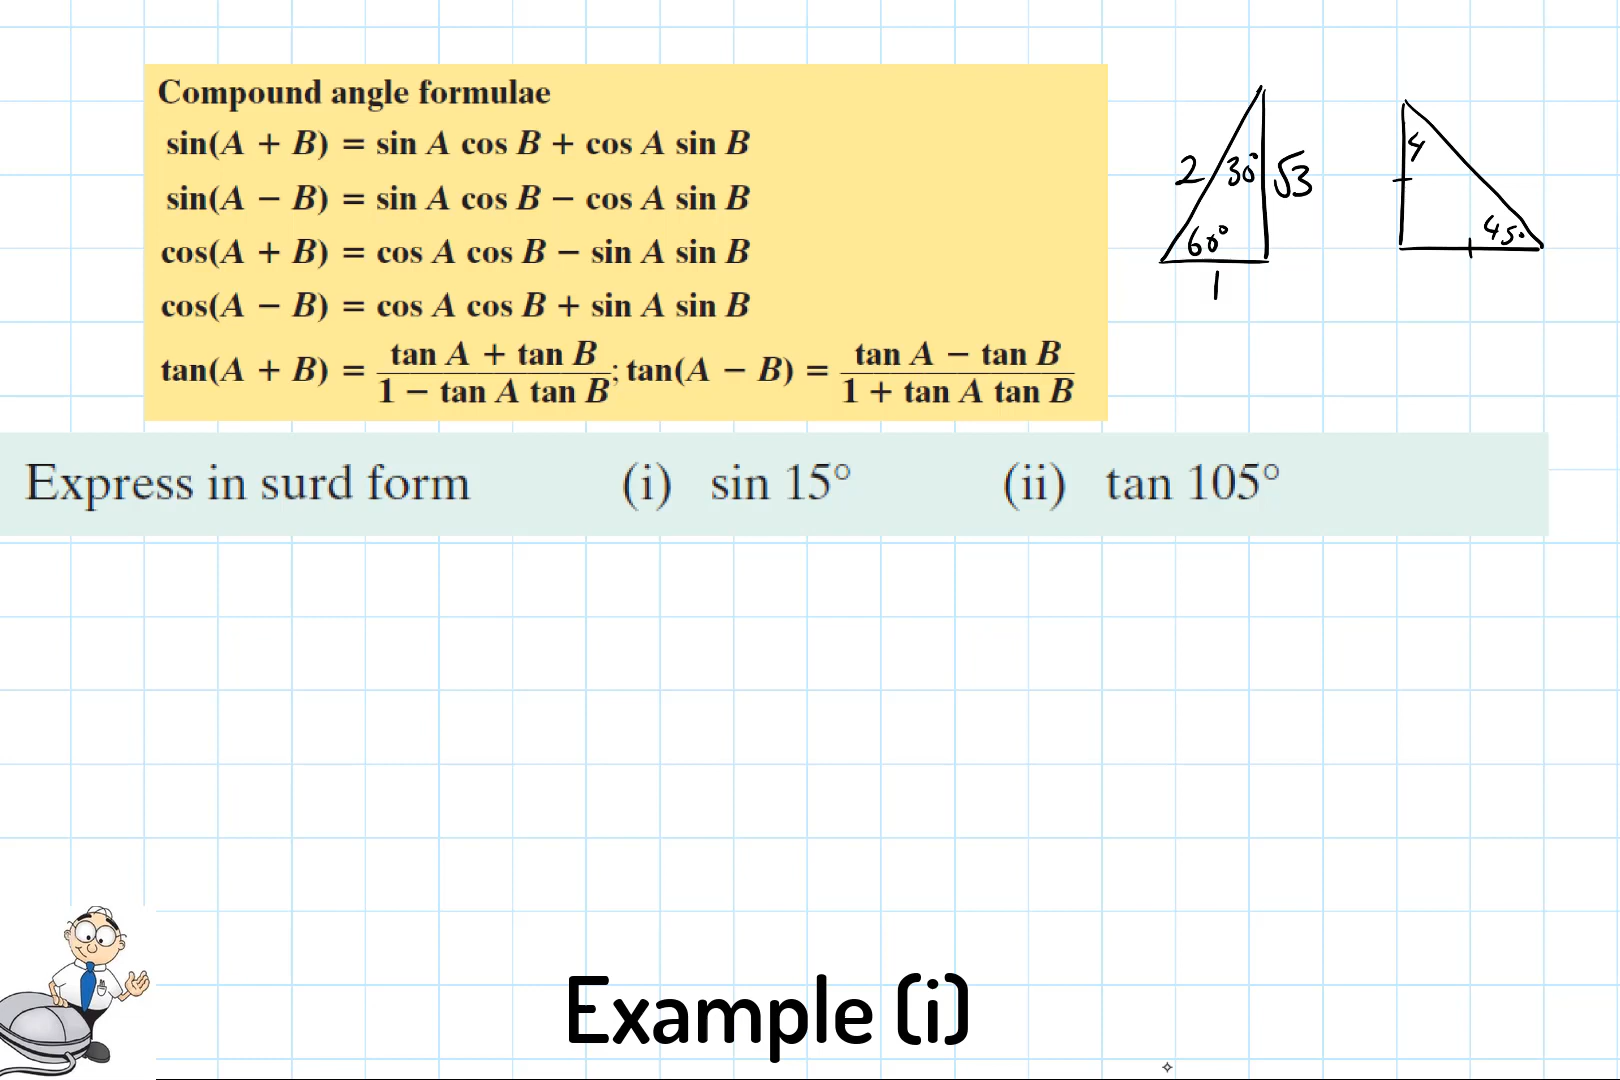 Compound angle formulae
sin(A + B) = sin A cos B + cos A sin B
sin(A − B) = sin A cos B − cos A sin B
cos(A + B) = cos A cos B − sin A sin B
cos(A − B) = cos A cos B + sin A sin B
tan(A + B) = (tan A + tan B)/(1 − tan A tan B); tan(A − B) = (tan A − tan B)/(1 + tan A tan B)
2 30° √3
60°
1
4
45°
Express in surd form (i) sin 15° (ii) tan 105°
Example (i)